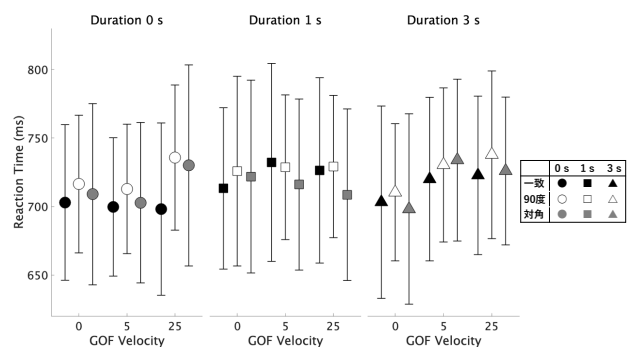 Duration 0 s
Duration 1 s
Duration 3 s
Reaction Time (ms)
800
750
700
650
0 5 25
0 5 25
0 5 25
GOF Velocity
GOF Velocity
GOF Velocity
0 s 1 s 3 s
一致
90度
対角